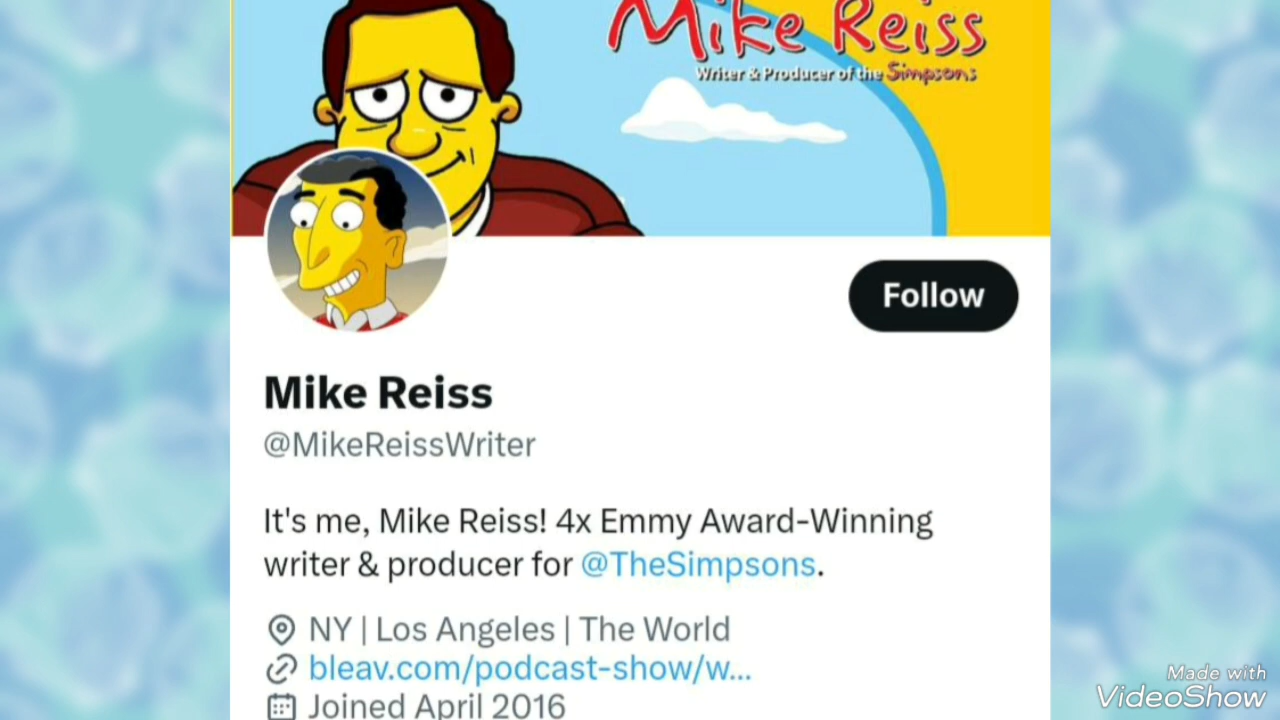 Mike Reiss
Writer & Producer of the Simpsons
Follow
Mike Reiss
@MikeReissWriter
It's me, Mike Reiss! 4x Emmy Award-Winning
writer & producer for @TheSimpsons.
NY | Los Angeles | The World
bleav.com/podcast-show/w...
Joined April 2016
Made with
VideoShow